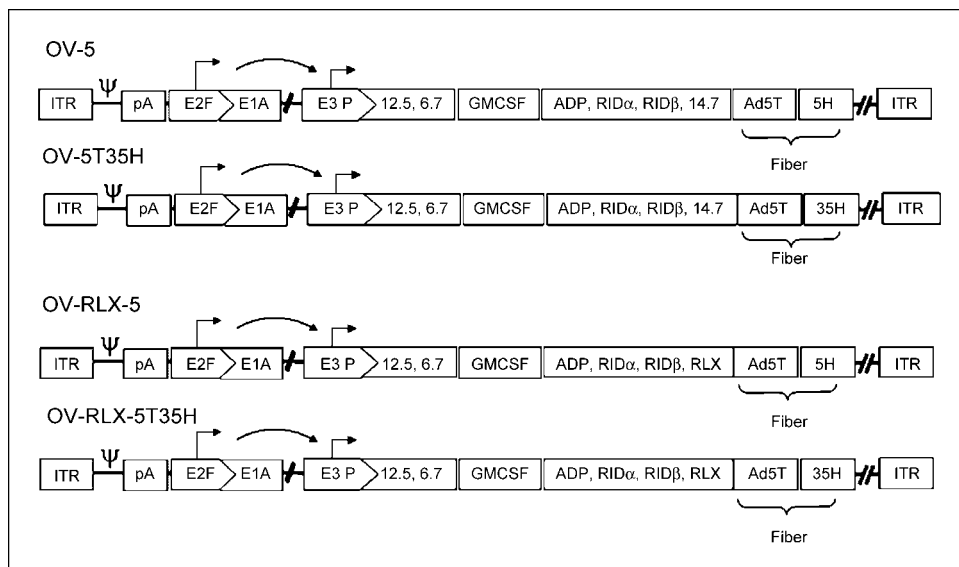 OV-5
ITR Ψ pA E2F E1A E3 P 12.5, 6.7 GMCSF ADP, RIDα, RIDβ, 14.7 Ad5T 5H ITR
Fiber
OV-5T35H
ITR Ψ pA E2F E1A E3 P 12.5, 6.7 GMCSF ADP, RIDα, RIDβ, 14.7 Ad5T 35H ITR
Fiber
OV-RLX-5
ITR Ψ pA E2F E1A E3 P 12.5, 6.7 GMCSF ADP, RIDα, RIDβ, RLX Ad5T 5H ITR
Fiber
OV-RLX-5T35H
ITR Ψ pA E2F E1A E3 P 12.5, 6.7 GMCSF ADP, RIDα, RIDβ, RLX Ad5T 35H ITR
Fiber